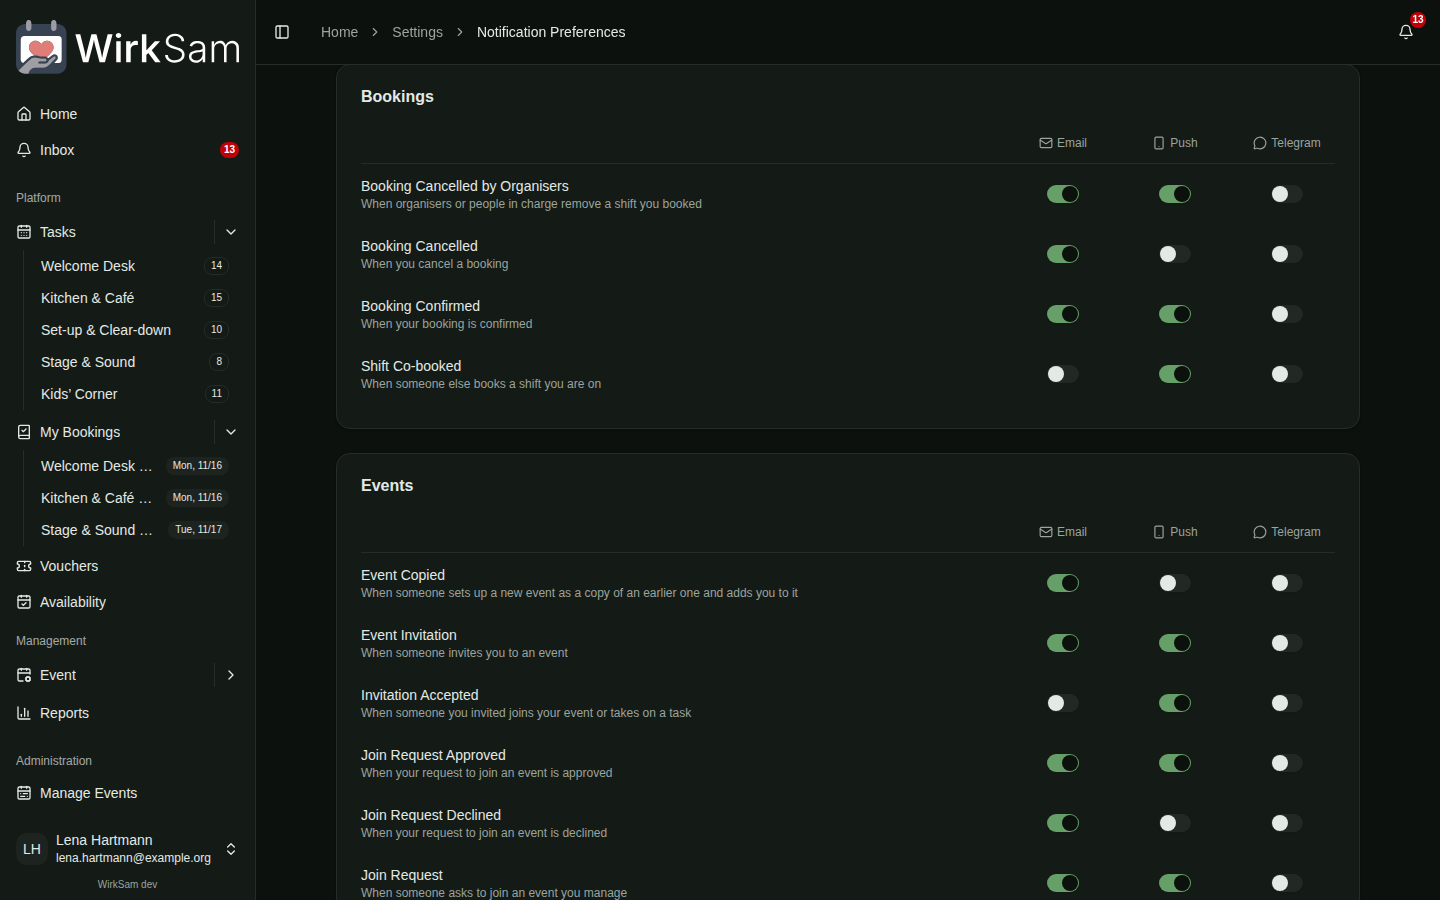 WirkSam
Home
Inbox
13
Platform
Tasks
Welcome Desk
14
Kitchen & Café
15
Set-up & Clear-down
10
Stage & Sound
8
Kids’ Corner
11
My Bookings
Welcome Desk …
Mon, 11/16
Kitchen & Café …
Mon, 11/16
Stage & Sound …
Tue, 11/17
Vouchers
Availability
Management
Event
Reports
Administration
Manage Events
LH
Lena Hartmann
lena.hartmann@example.org
WirkSam dev
Home
Settings
Notification Preferences
13
Bookings
Email
Push
Telegram
Booking Cancelled by Organisers
When organisers or people in charge remove a shift you booked
Booking Cancelled
When you cancel a booking
Booking Confirmed
When your booking is confirmed
Shift Co-booked
When someone else books a shift you are on
Events
Email
Push
Telegram
Event Copied
When someone sets up a new event as a copy of an earlier one and adds you to it
Event Invitation
When someone invites you to an event
Invitation Accepted
When someone you invited joins your event or takes on a task
Join Request Approved
When your request to join an event is approved
Join Request Declined
When your request to join an event is declined
Join Request
When someone asks to join an event you manage